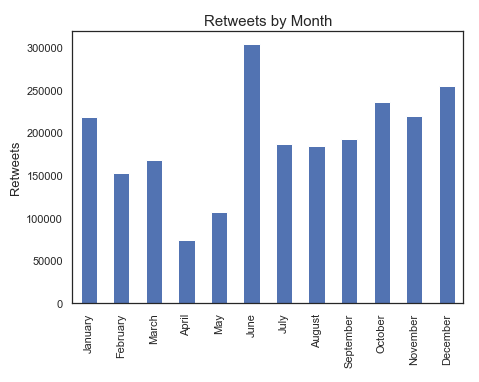 Retweets by Month
Retweets
300000
250000
200000
150000
100000
50000
0
January
February
March
April
May
June
July
August
September
October
November
December